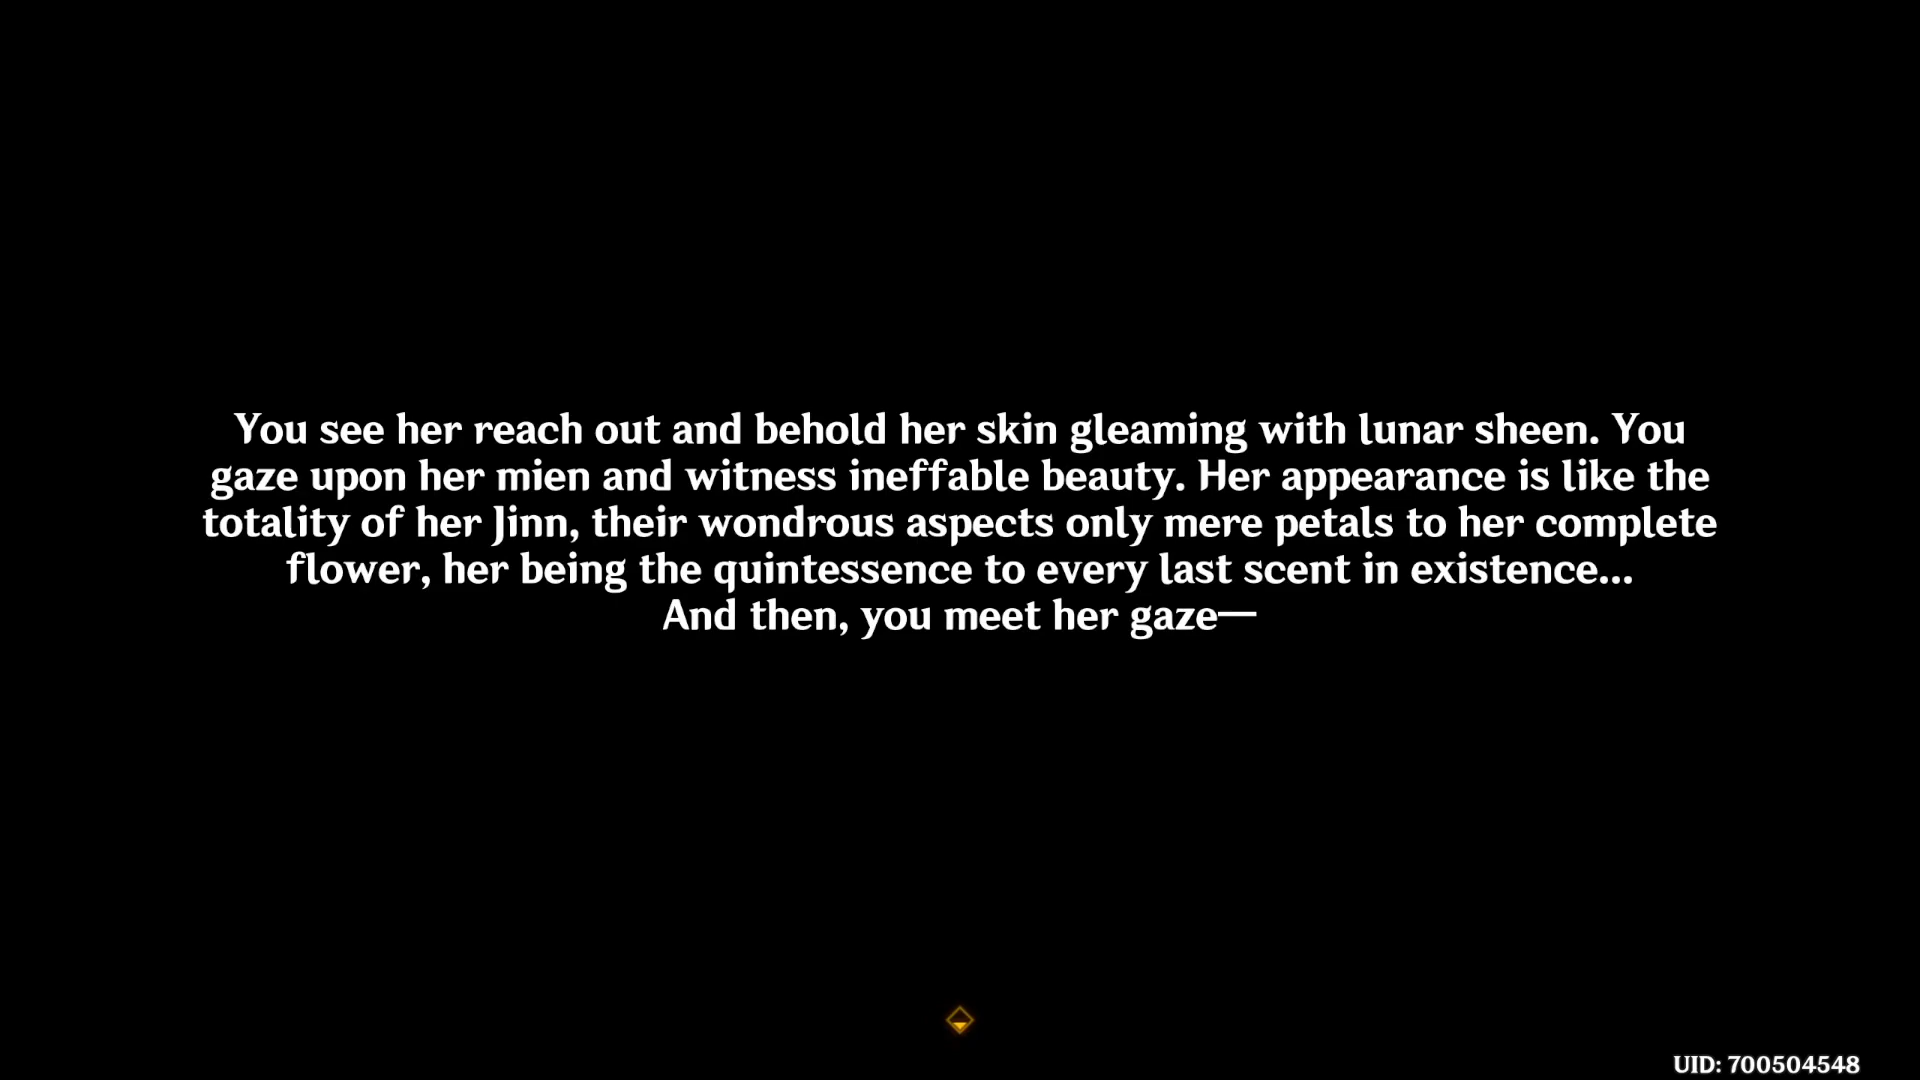 You see her reach out and behold her skin gleaming with lunar sheen. You
gaze upon her mien and witness ineffable beauty. Her appearance is like the
totality of her Jinn, their wondrous aspects only mere petals to her complete
flower, her being the quintessence to every last scent in existence...
And then, you meet her gaze—
UID: 700504548